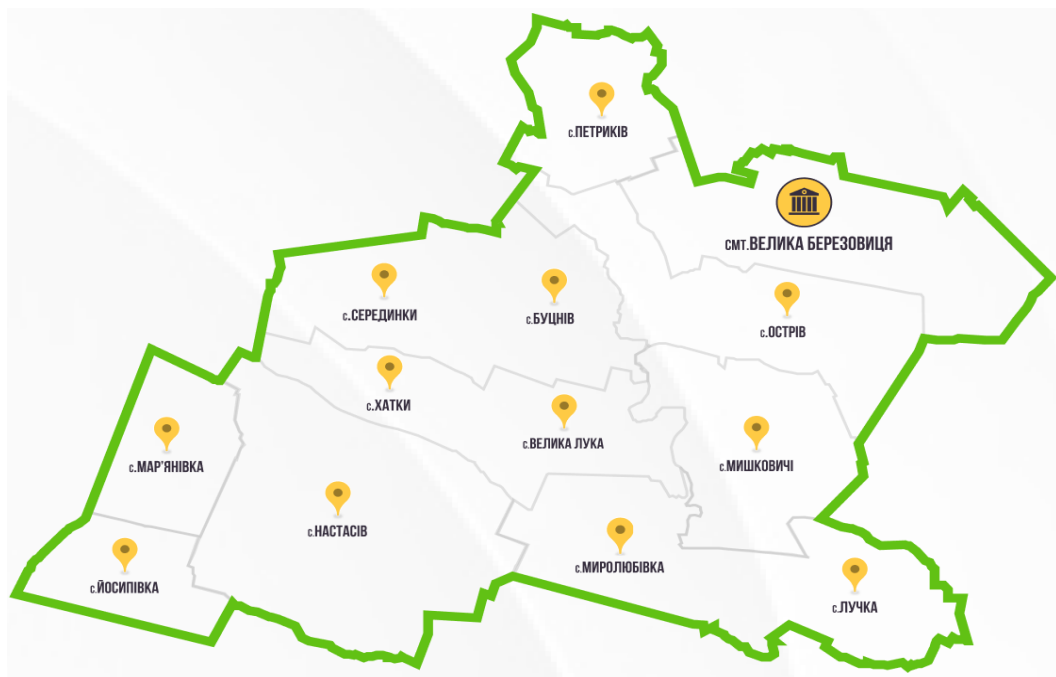 с.ПЕТРИКІВ
смт.ВЕЛИКА БЕРЕЗОВИЦЯ
с.СЕРЕДИНКИ
с.БУЦНІВ
с.ОСТРІВ
с.ХАТКИ
с.ВЕЛИКА ЛУКА
с.МАР'ЯНІВКА
с.МИШКОВИЧІ
с.НАСТАСІВ
с.МИРОЛЮБІВКА
с.ЙОСИПІВКА
с.ЛУЧКА